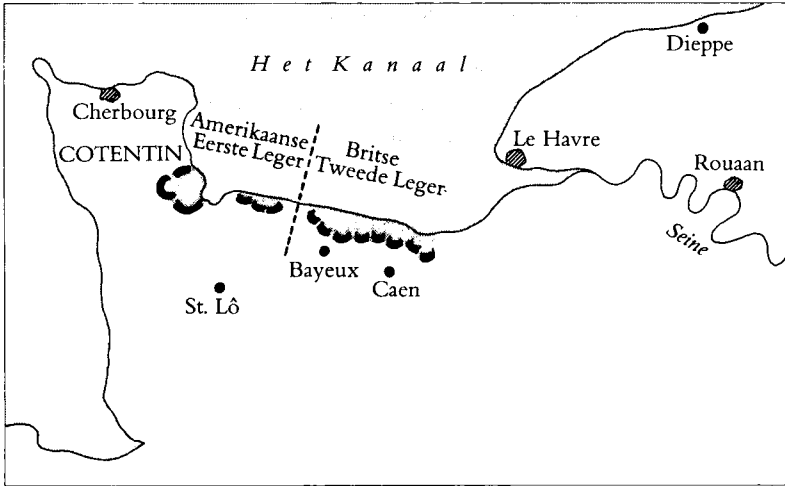 Dieppe
Het Kanaal
Cherbourg
Amerikaanse
Eerste Leger
Britse
Tweede Leger
Le Havre
COTENTIN
Rouaan
Seine
Bayeux
Caen
St. Lô